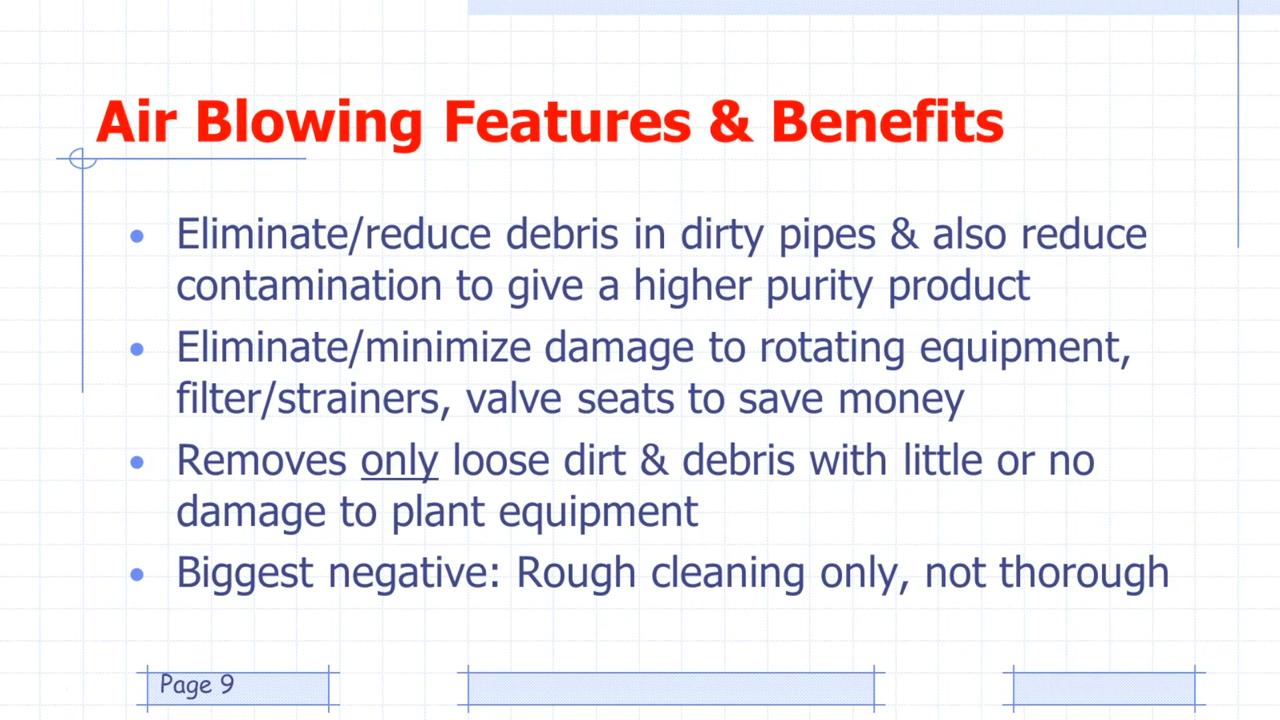 Air Blowing Features & Benefits
• Eliminate/reduce debris in dirty pipes & also reduce
contamination to give a higher purity product
• Eliminate/minimize damage to rotating equipment,
filter/strainers, valve seats to save money
• Removes only loose dirt & debris with little or no
damage to plant equipment
• Biggest negative: Rough cleaning only, not thorough
Page 9